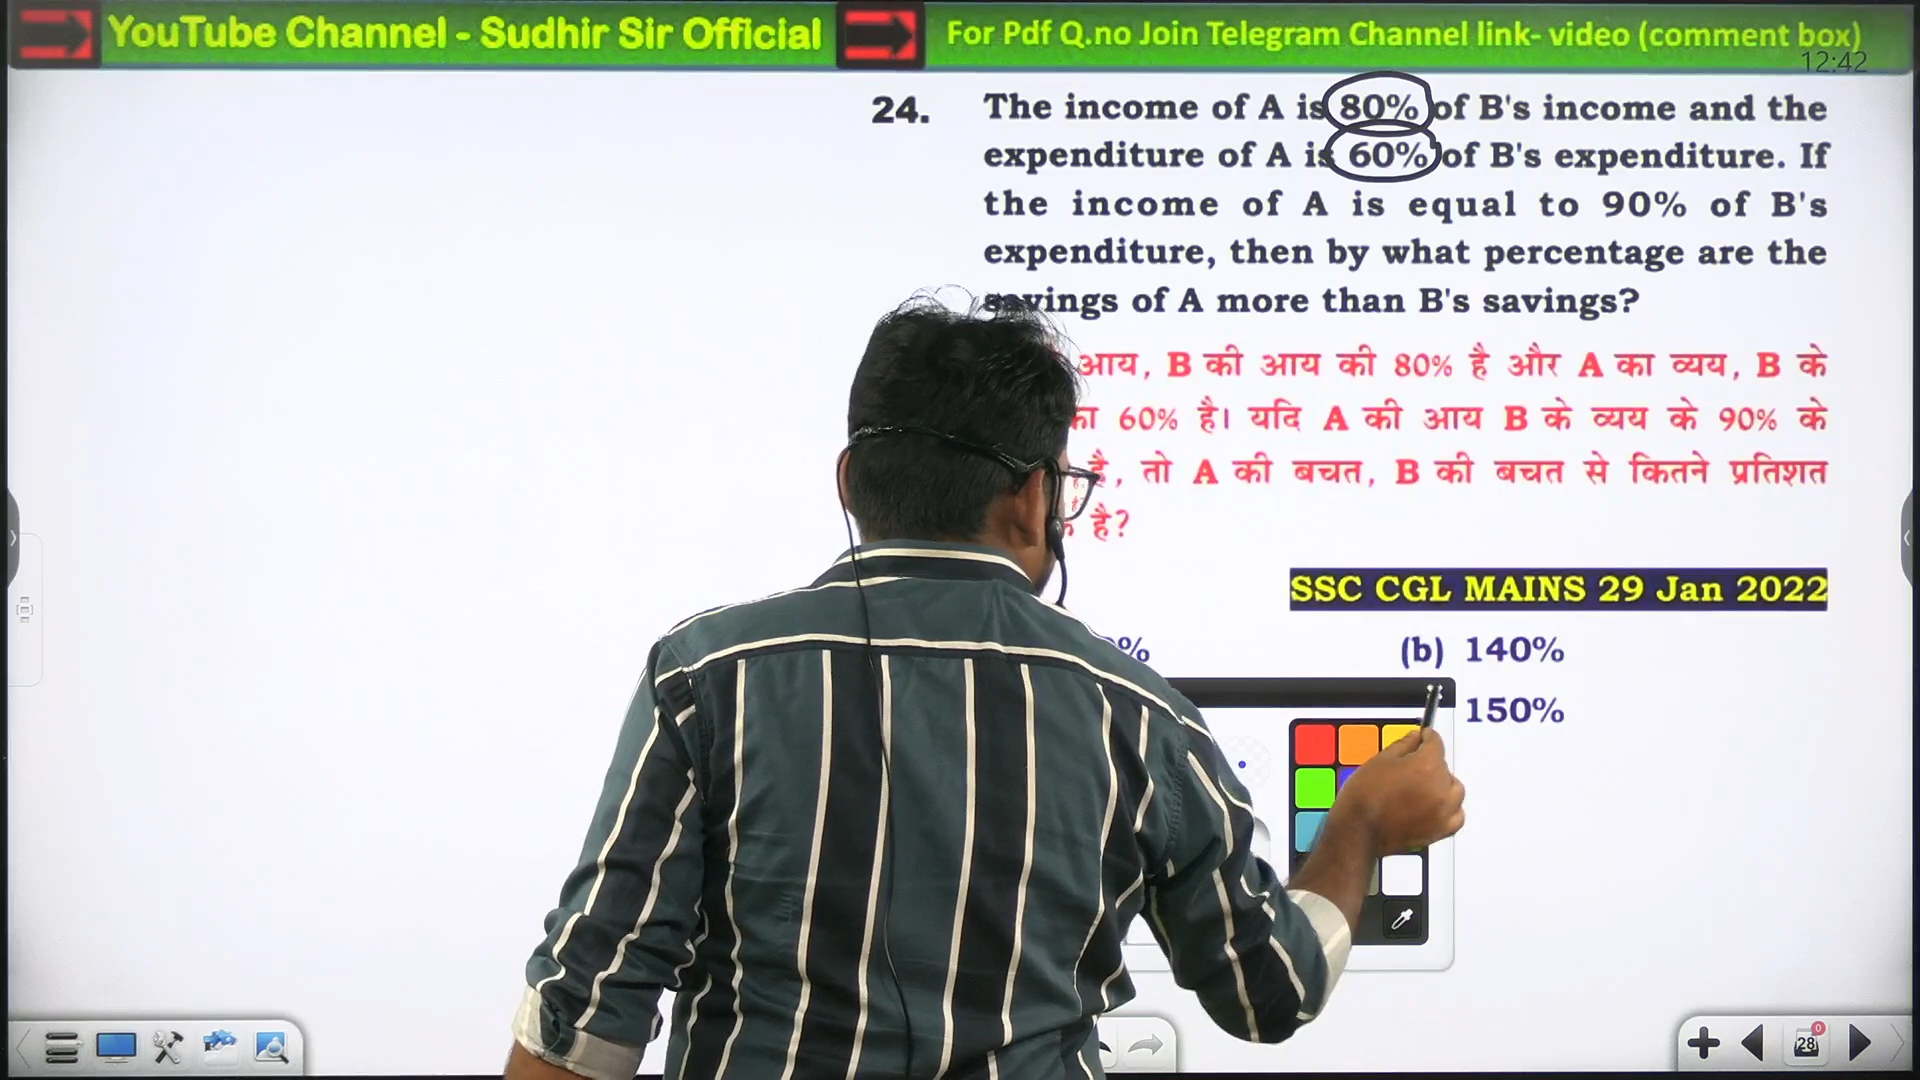 YouTube Channel - Sudhir Sir Official
For Pdf Q.no Join Telegram Channel link- video (comment box)
12:42
24. The income of A is 80% of B's income and the
expenditure of A is 60% of B's expenditure. If
the income of A is equal to 90% of B's
expenditure, then by what percentage are the
savings of A more than B's savings?
आय, B की आय की 80% है और A का व्यय, B के
का 60% है। यदि A की आय B के व्यय के 90% के
है, तो A की बचत, B की बचत से कितने प्रतिशत
है?
SSC CGL MAINS 29 Jan 2022
(b) 140%
150%
0
28